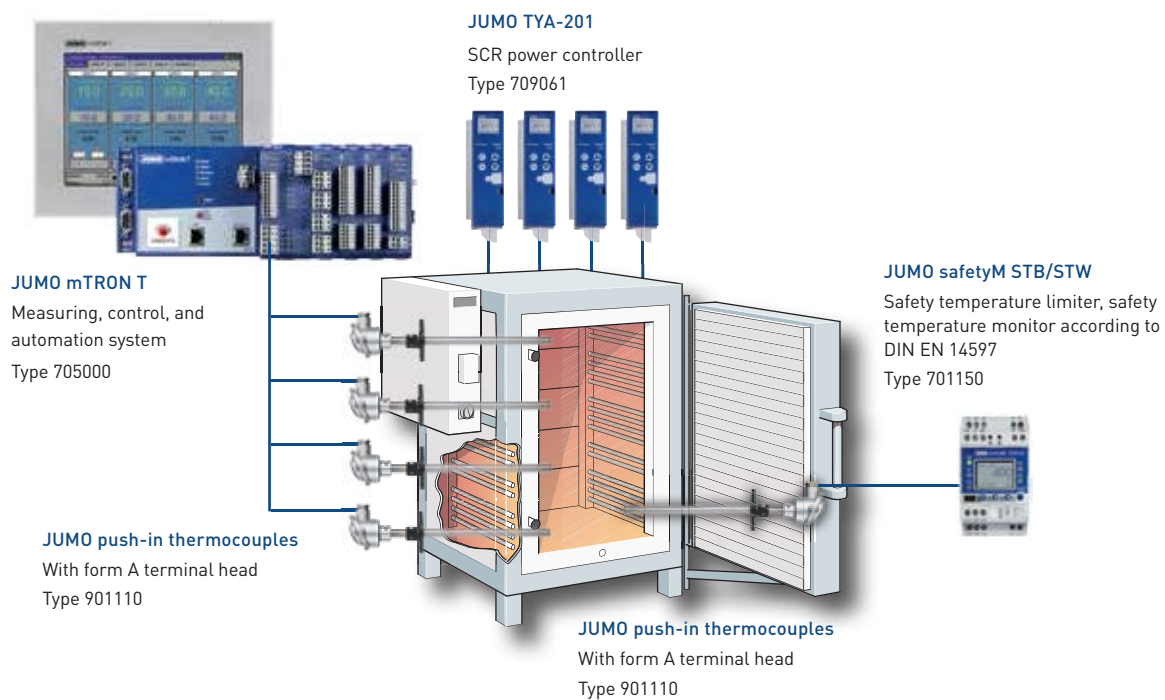 JUMO TYA-201
SCR power controller
Type 709061
JUMO mTRON T
Measuring, control, and
automation system
Type 705000
JUMO safetyM STB/STW
Safety temperature limiter, safety
temperature monitor according to
DIN EN 14597
Type 701150
JUMO push-in thermocouples
With form A terminal head
Type 901110
JUMO push-in thermocouples
With form A terminal head
Type 901110